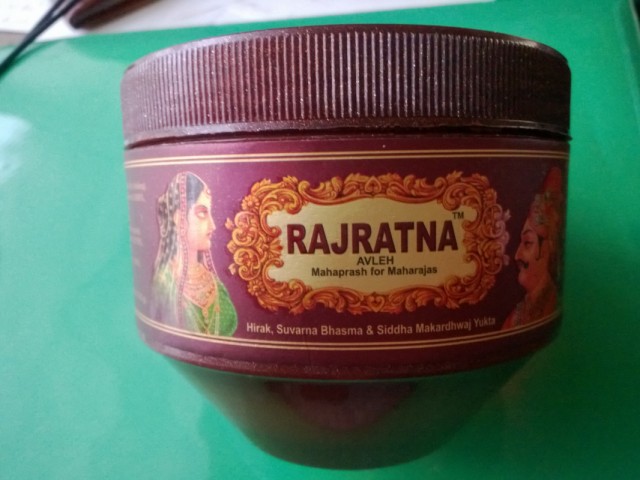 RAJRATNA™
AVLEH
Mahaprash for Maharajas
Hirak, Suvarna Bhasma & Siddha Makardhwaj Yukta